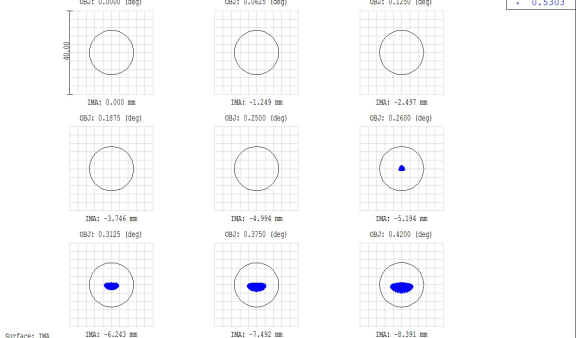 OBJ: 0.0000 (deg) OBJ: 0.0625 (deg) OBJ: 0.1250 (deg)
0.5303
40.00
IMA: 0.000 mm IMA: -1.249 mm IMA: -2.497 mm
OBJ: 0.1875 (deg) OBJ: 0.2500 (deg) OBJ: 0.2600 (deg)
IMA: -3.746 mm IMA: -4.994 mm IMA: -5.194 mm
OBJ: 0.3125 (deg) OBJ: 0.3750 (deg) OBJ: 0.4200 (deg)
IMA: -6.243 mm IMA: -7.492 mm IMA: -8.391 mm
Surface: IMA